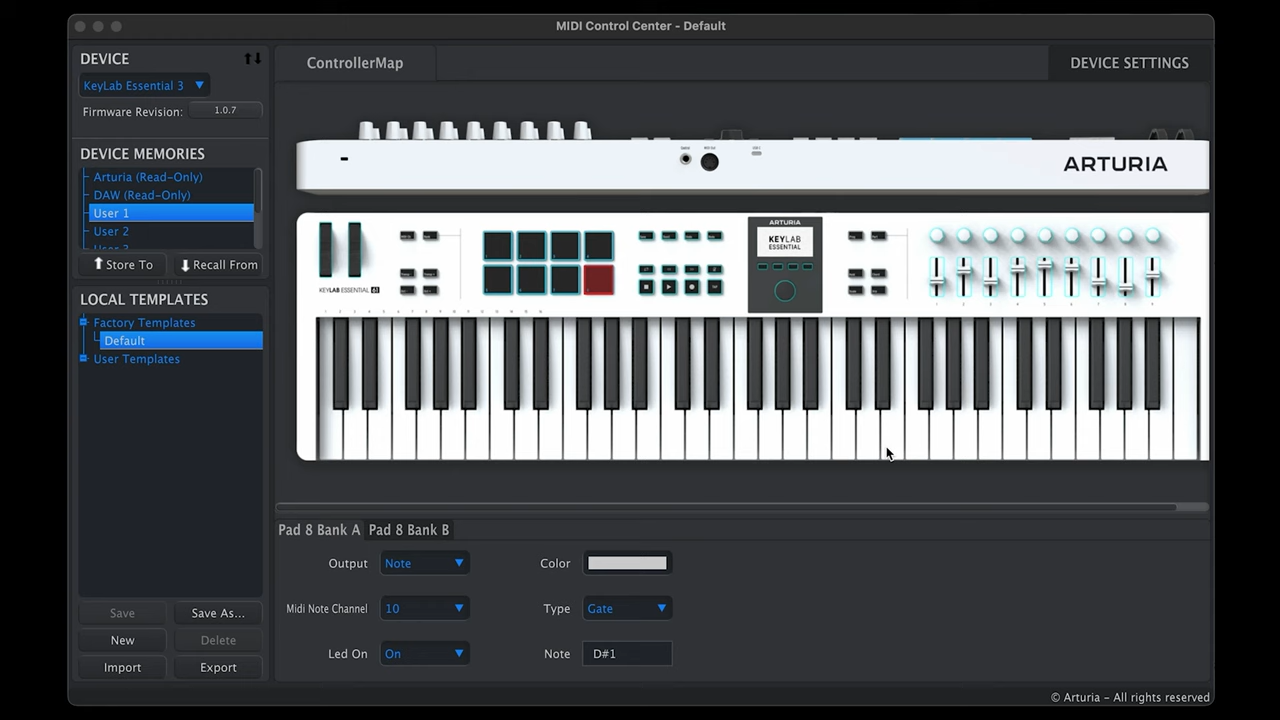 MIDI Control Center - Default
DEVICE
KeyLab Essential 3
Firmware Revision: 1.0.7
DEVICE MEMORIES
Arturia (Read-Only)
DAW (Read-Only)
User 1
User 2
User 3
Store To
Recall From
LOCAL TEMPLATES
Factory Templates
Default
User Templates
Save
Save As...
New
Delete
Import
Export
ControllerMap
DEVICE SETTINGS
ARTURIA
ARTURIA
KEYLAB
ESSENTIAL
KEYLAB ESSENTIAL 61
Pad 8 Bank A
Pad 8 Bank B
Output
Note
Color
Midi Note Channel
10
Type
Gate
Led On
On
Note
D#1
© Arturia – All rights reserved